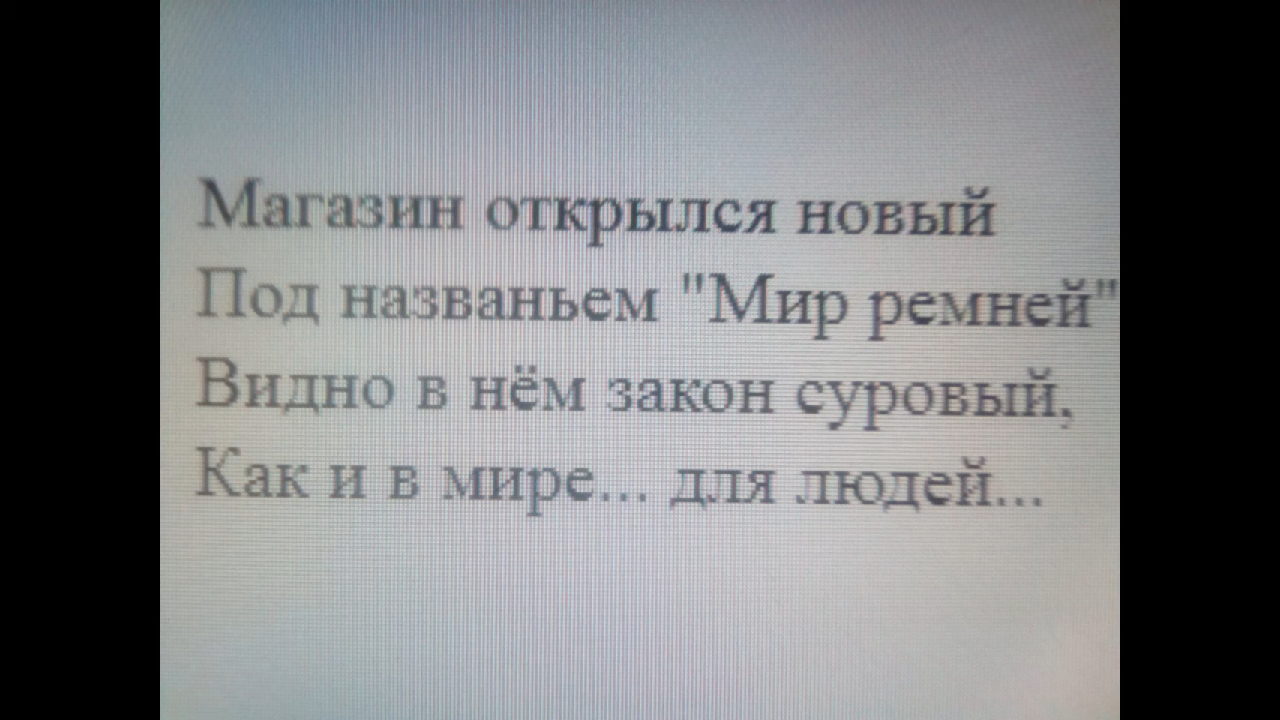 Магазин открылся новый
Под названьем "Мир ремней"
Видно в нём закон суровый,
Как и в мире... для людей...